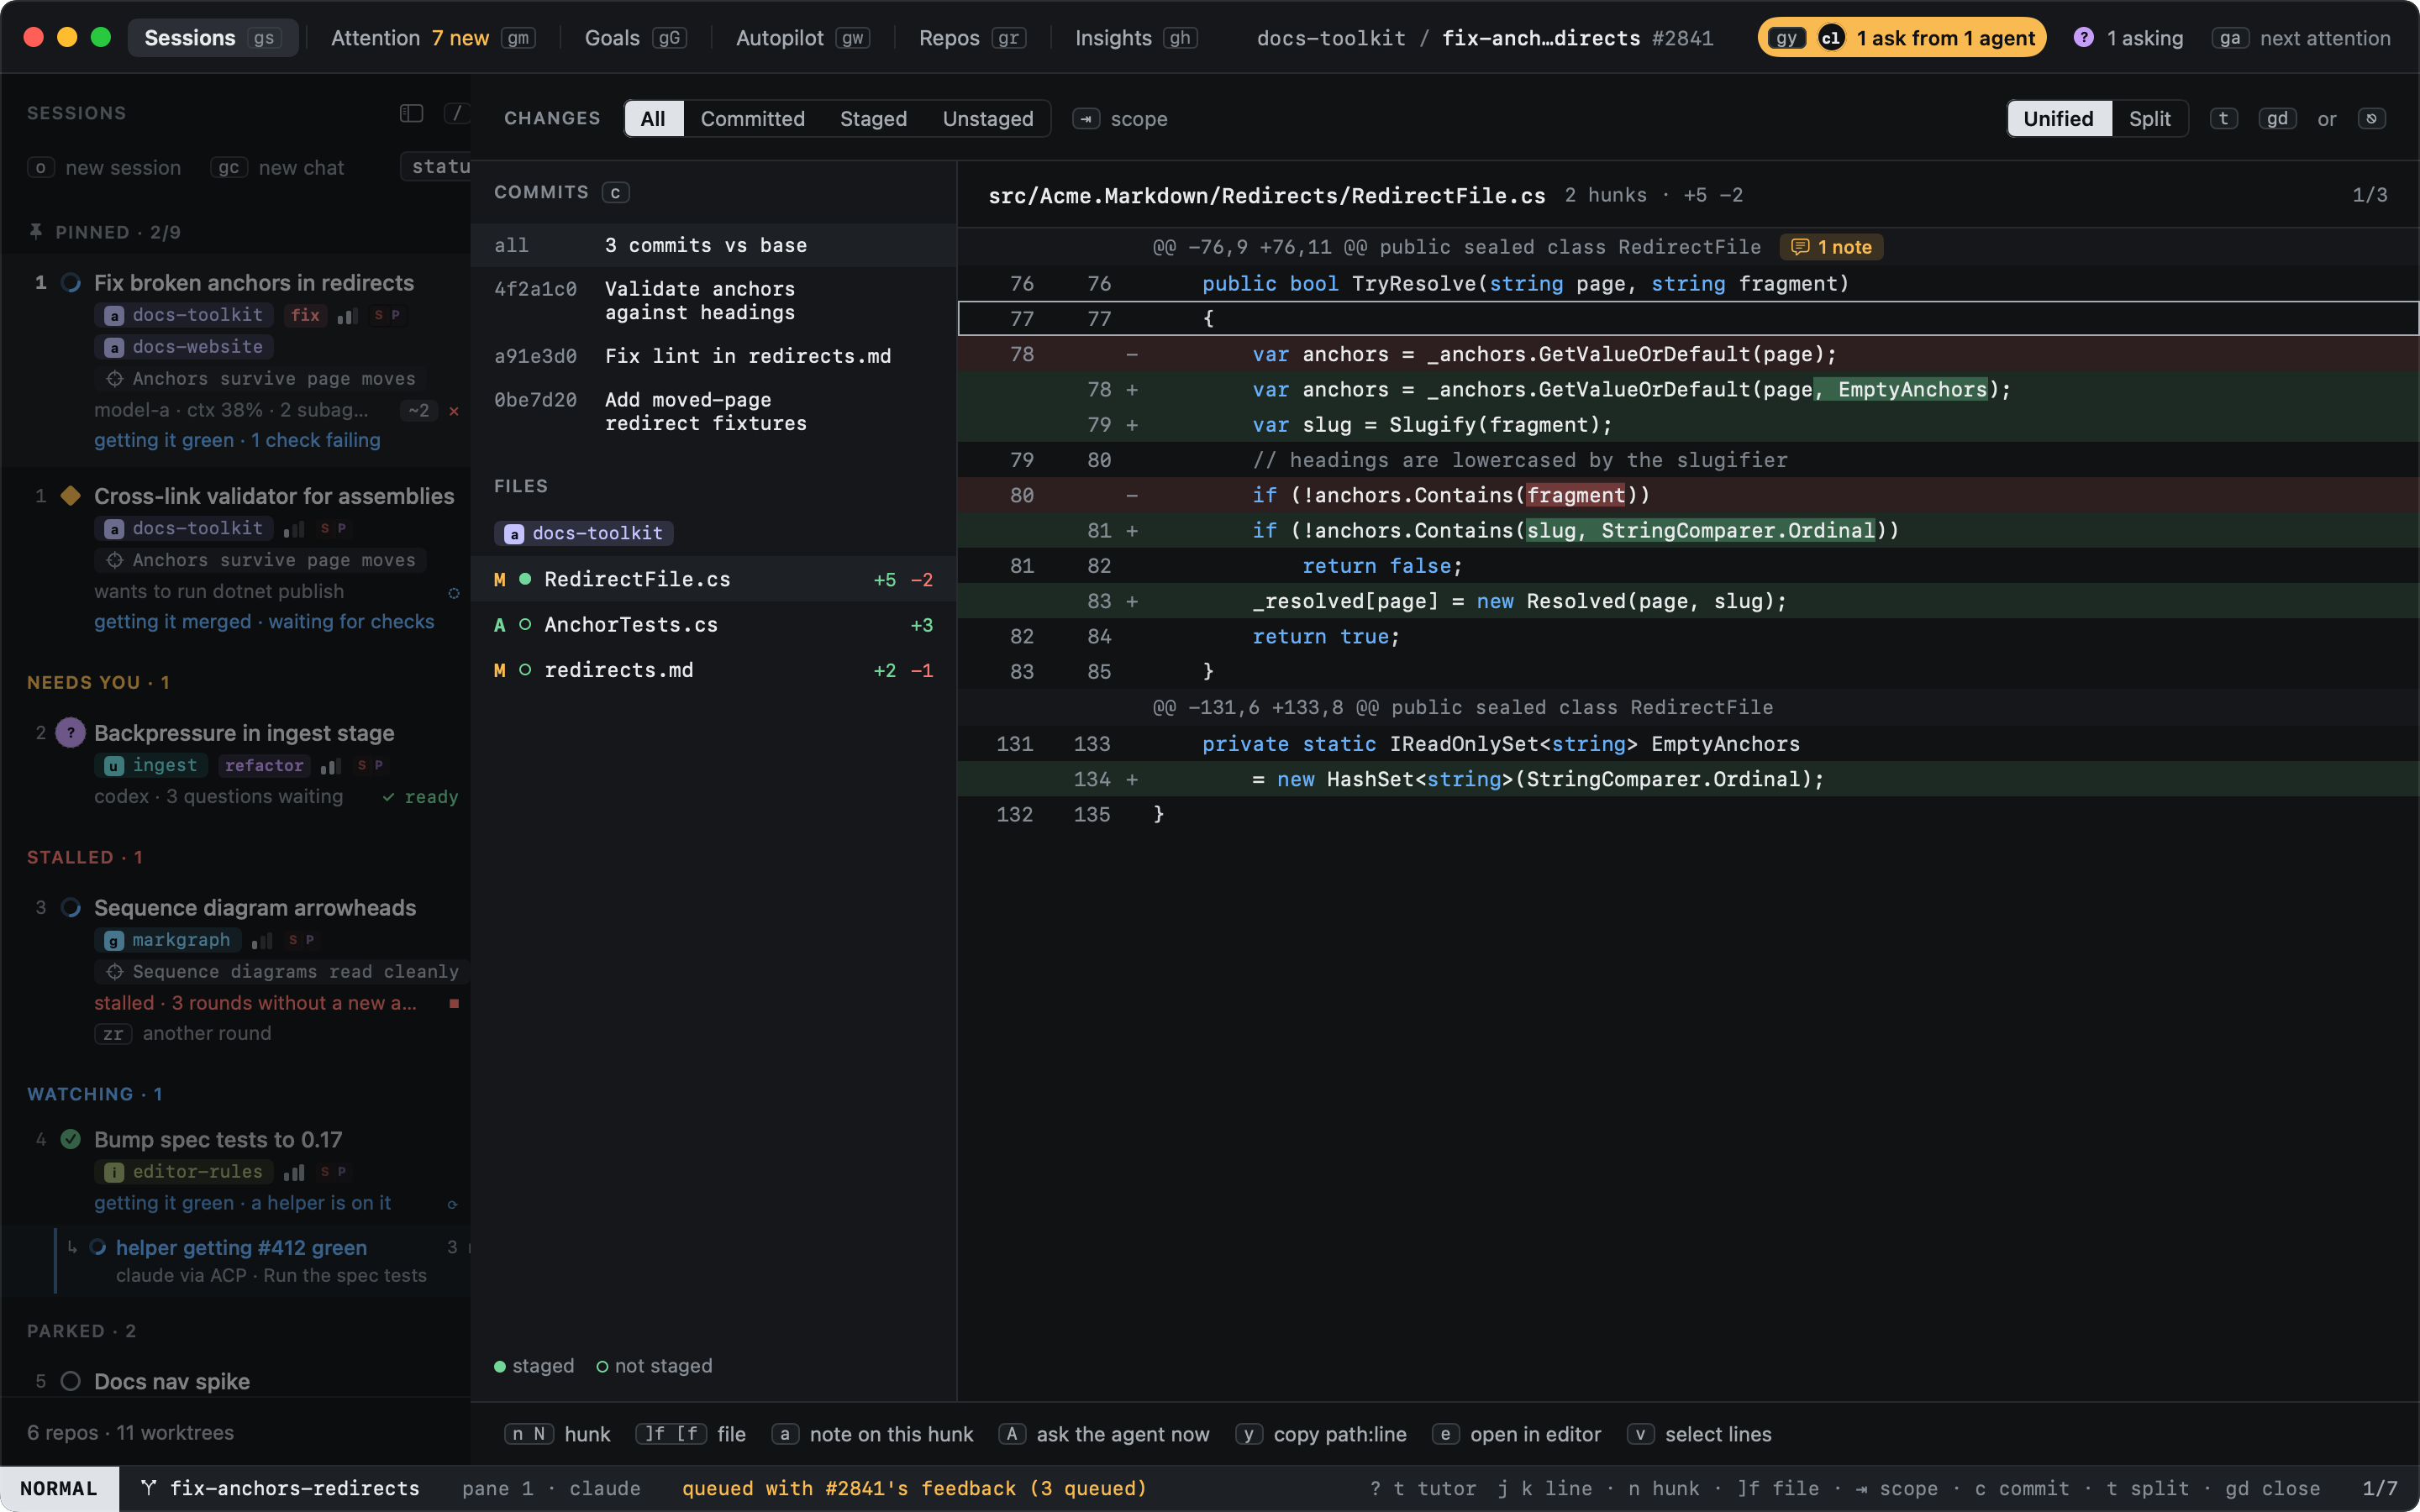 Sessions gs Attention 7 new gm Goals gG Autopilot gw Repos gr Insights gh docs-toolkit / fix-anch…directs #2841 gy cl 1 ask from 1 agent ? 1 asking ga next attention
SESSIONS /
o new session gc new chat statu
PINNED · 2/9
1 Fix broken anchors in redirects
a docs-toolkit fix S P
a docs-website
Anchors survive page moves
model-a · ctx 38% · 2 subag… ~2 ×
getting it green · 1 check failing
1 Cross-link validator for assemblies
a docs-toolkit S P
Anchors survive page moves
wants to run dotnet publish
getting it merged · waiting for checks
NEEDS YOU · 1
2 ? Backpressure in ingest stage
u ingest refactor S P
codex · 3 questions waiting ✓ ready
STALLED · 1
3 Sequence diagram arrowheads
g markgraph S P
Sequence diagrams read cleanly
stalled · 3 rounds without a new a…
zr another round
WATCHING · 1
4 Bump spec tests to 0.17
i editor-rules S P
getting it green · a helper is on it
↳ helper getting #412 green 3
claude via ACP · Run the spec tests
PARKED · 2
5 Docs nav spike
6 repos · 11 worktrees
CHANGES All Committed Staged Unstaged ⇥ scope Unified Split t gd or ⎋
COMMITS c
all 3 commits vs base
4f2a1c0 Validate anchors
against headings
a91e3d0 Fix lint in redirects.md
0be7d20 Add moved-page
redirect fixtures
FILES
a docs-toolkit
M RedirectFile.cs +5 −2
A AnchorTests.cs +3
M redirects.md +2 −1
staged not staged
src/Acme.Markdown/Redirects/RedirectFile.cs 2 hunks · +5 −2 1/3
@@ −76,9 +76,11 @@ public sealed class RedirectFile 1 note
76 76 public bool TryResolve(string page, string fragment)
77 77 {
78 − var anchors = _anchors.GetValueOrDefault(page);
78 + var anchors = _anchors.GetValueOrDefault(page, EmptyAnchors);
79 + var slug = Slugify(fragment);
79 80 // headings are lowercased by the slugifier
80 − if (!anchors.Contains(fragment))
81 + if (!anchors.Contains(slug, StringComparer.Ordinal))
81 82 return false;
83 + _resolved[page] = new Resolved(page, slug);
82 84 return true;
83 85 }
@@ −131,6 +133,8 @@ public sealed class RedirectFile
131 133 private static IReadOnlySet<string> EmptyAnchors
134 + = new HashSet<string>(StringComparer.Ordinal);
132 135 }
n N hunk ]f [f file a note on this hunk A ask the agent now y copy path:line e open in editor v select lines
NORMAL fix-anchors-redirects pane 1 · claude queued with #2841's feedback (3 queued) ? t tutor j k line · n hunk · ]f file · ⇥ scope · c commit · t split · gd close 1/7